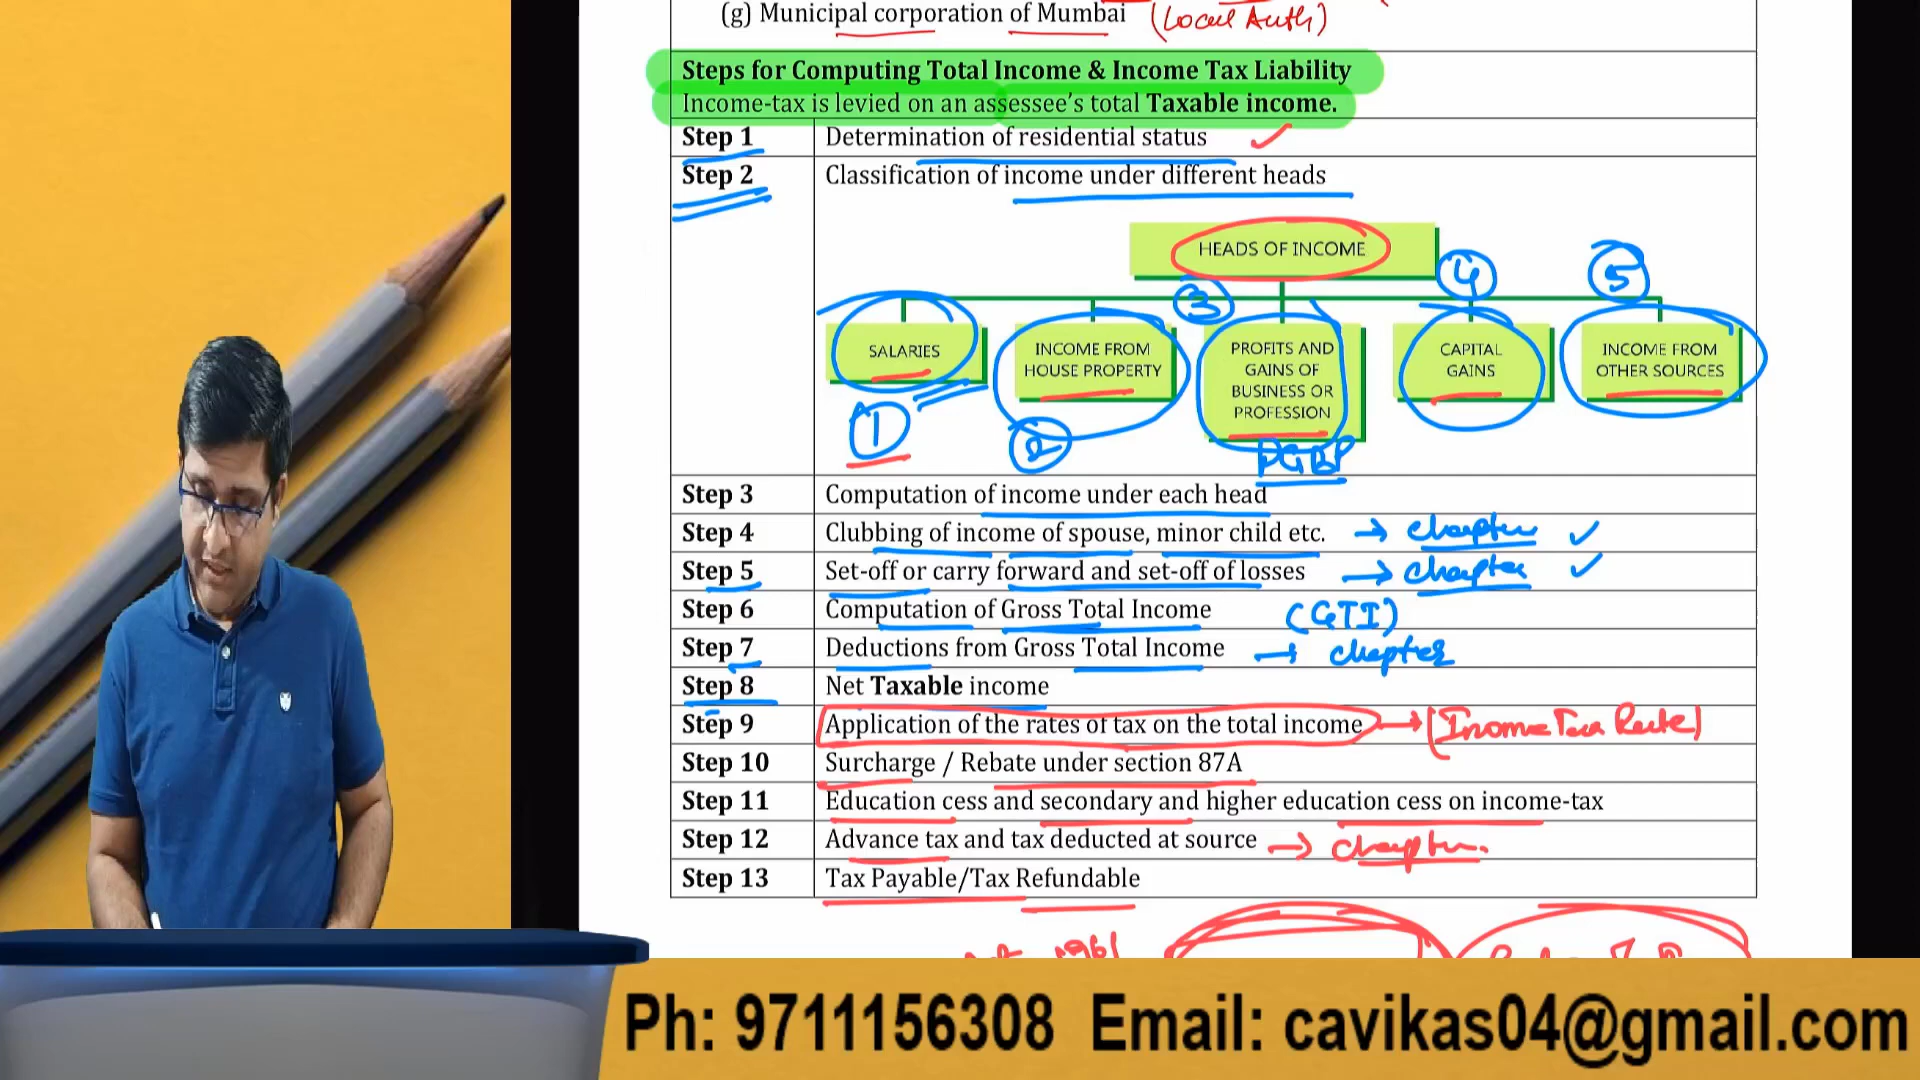 (g) Municipal corporation of Mumbai (Local Auth)
Steps for Computing Total Income & Income Tax Liability
Income-tax is levied on an assessee's total Taxable income.
Step 1 Determination of residential status
Step 2 Classification of income under different heads
HEADS OF INCOME
4
5
3
SALARIES
INCOME FROM
HOUSE PROPERTY
PROFITS AND
GAINS OF
BUSINESS OR
PROFESSION
CAPITAL
GAINS
INCOME FROM
OTHER SOURCES
1
2
PGBP
Step 3 Computation of income under each head
Step 4 Clubbing of income of spouse, minor child etc. → chapter ✓
Step 5 Set-off or carry forward and set-off of losses → chapter ✓
Step 6 Computation of Gross Total Income (GTI)
Step 7 Deductions from Gross Total Income → chapter
Step 8 Net Taxable income
Step 9 Application of the rates of tax on the total income → (Income Tax Rate)
Step 10 Surcharge / Rebate under section 87A
Step 11 Education cess and secondary and higher education cess on income-tax
Step 12 Advance tax and tax deducted at source → chapter
Step 13 Tax Payable/Tax Refundable
1961
Ph: 9711156308 Email: cavikas04@gmail.com